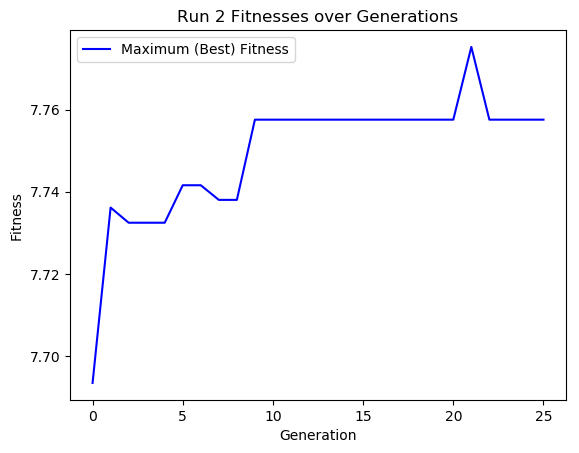 Run 2 Fitnesses over Generations
Maximum (Best) Fitness
7.76
7.74
7.72
7.70
Fitness
0 5 10 15 20 25
Generation